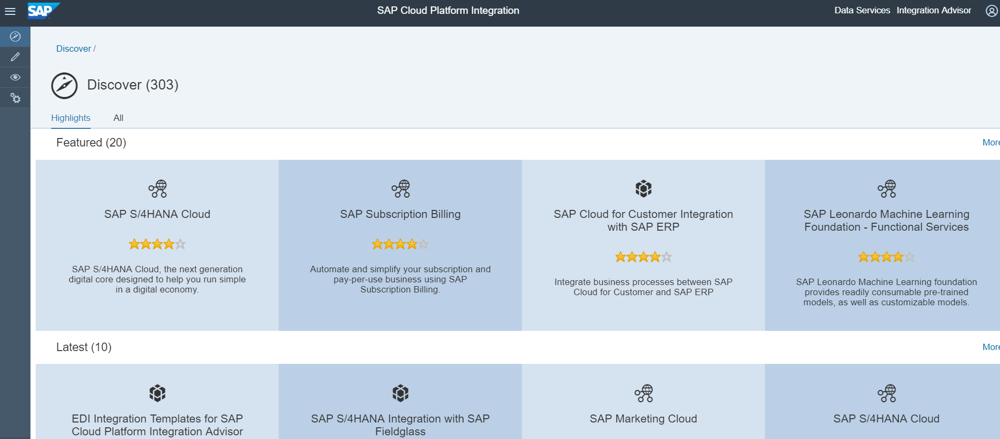 SAP
SAP Cloud Platform Integration
Data Services Integration Advisor
Discover /
Discover (303)
Highlights All
Featured (20)
More
SAP S/4HANA Cloud
SAP S/4HANA Cloud, the next generation
digital core designed to help you run simple
in a digital economy.
SAP Subscription Billing
Automate and simplify your subscription and
pay-per-use business using SAP
Subscription Billing.
SAP Cloud for Customer Integration
with SAP ERP
Integrate business processes between SAP
Cloud for Customer and SAP ERP
SAP Leonardo Machine Learning
Foundation - Functional Services
SAP Leonardo Machine Learning foundation
provides readily consumable pre-trained
models, as well as customizable models.
Latest (10)
More
EDI Integration Templates for SAP
Cloud Platform Integration Advisor
SAP S/4HANA Integration with SAP
Fieldglass
SAP Marketing Cloud
SAP S/4HANA Cloud